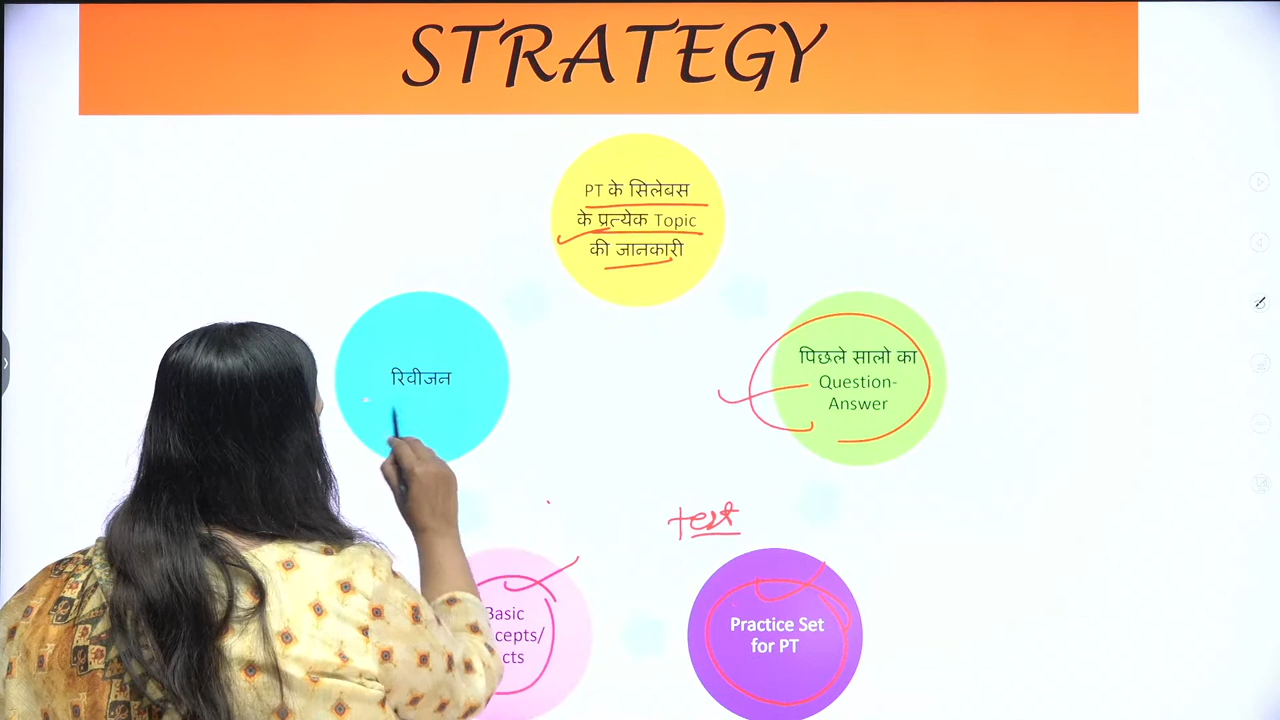 STRATEGY
PT के सिलेबस
के प्रत्येक Topic
की जानकारी
पिछले सालो का
Question-
Answer
रिवीजन
test
Practice Set
for PT
Basic